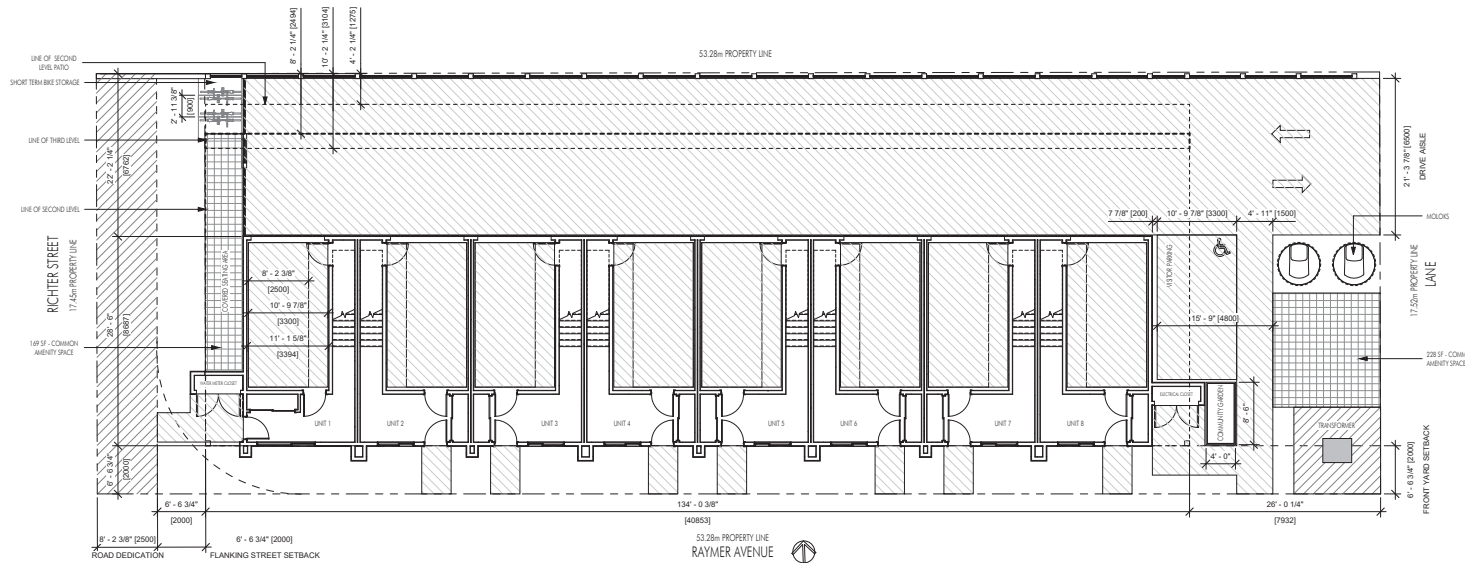 8' - 2 1/4" [2494]
10' - 2 1/4" [3104]
4' - 2 1/4" [1275]
53.28m PROPERTY LINE
LINE OF SECOND
LEVEL PATIO
SHORT TERM BIKE STORAGE
2' - 11 3/8"
[900]
LINE OF THIRD LEVEL
22' - 2 1/4"
[6762]
21' - 3 7/8" [6500]
DRIVE AISLE
LINE OF SECOND LEVEL
7 7/8" [200]
10' - 9 7/8" [3300]
4' - 11" [1500]
MOLOKS
RICHTER STREET
17.45m PROPERTY LINE
COVERED SEATING AREA
8' - 2 3/8"
[2500]
10' - 9 7/8"
[3300]
11' - 1 5/8"
[3394]
VISITOR PARKING
15' - 9" [4800]
17.52m PROPERTY LINE
LANE
28' - 6"
[8687]
169 SF - COMMON
AMENITY SPACE
228 SF - COMM
AMENITY SPACE
WATER METER CLOSET
ELECTRICAL CLOSET
COMMUNITY GARDEN
8' - 6"
UNIT 1
UNIT 2
UNIT 3
UNIT 4
UNIT 5
UNIT 6
UNIT 7
UNIT 8
TRANSFORMER
4' - 0"
6' - 6 3/4"
[2000]
6' - 6 3/4" [2000]
FRONT YARD SETBACK
6' - 6 3/4"
[2000]
134' - 0 3/8"
[40853]
26' - 0 1/4"
[7932]
8' - 2 3/8" [2500]
ROAD DEDICATION
6' - 6 3/4" [2000]
FLANKING STREET SETBACK
53.28m PROPERTY LINE
RAYMER AVENUE